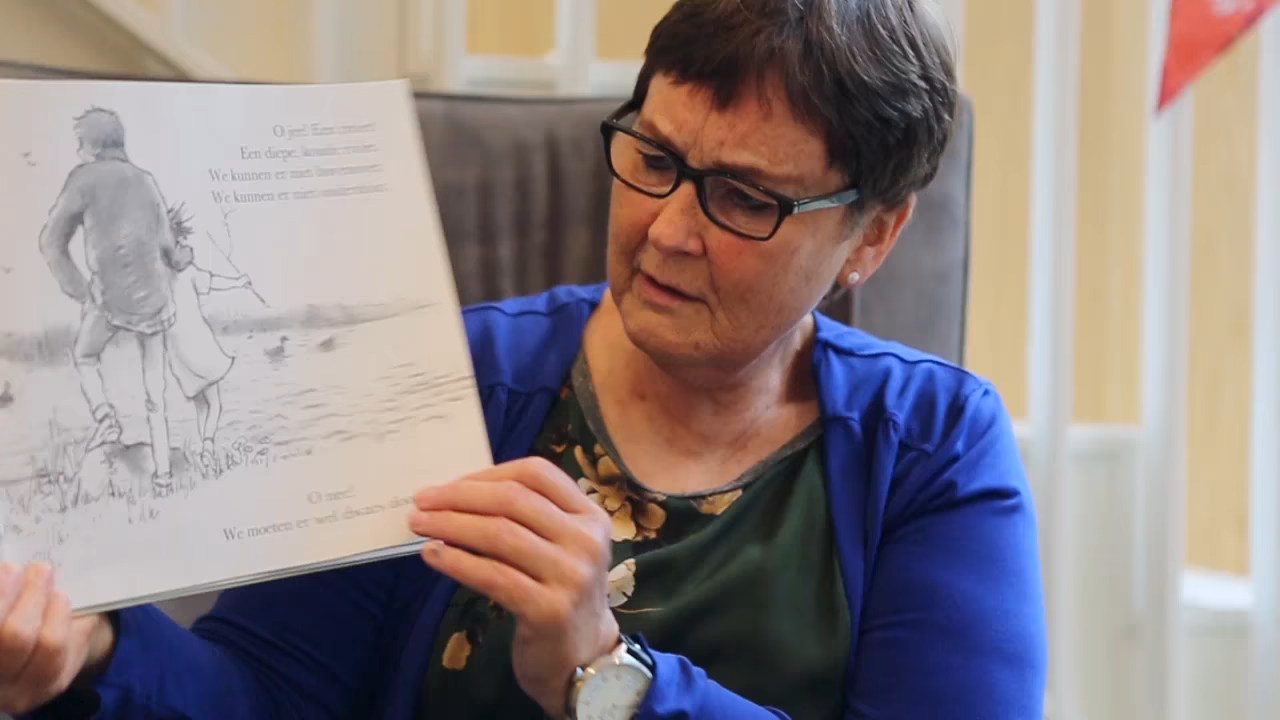 O jee! Een rivier!
Een diepe, koude rivier.
We kunnen er niet bovenover.
We kunnen er niet onderdoor.
O nee!
We moeten er wel dwars door